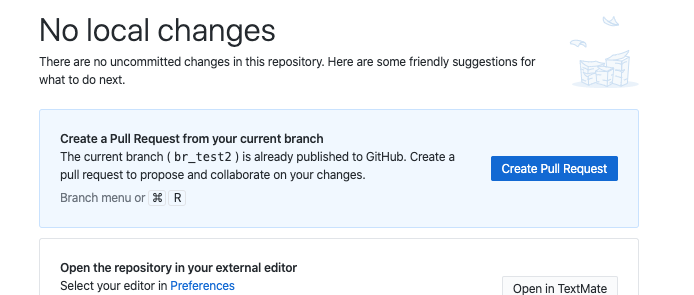 No local changes
There are no uncommitted changes in this repository. Here are some friendly suggestions for
what to do next.
Create a Pull Request from your current branch
The current branch ( br_test2 ) is already published to GitHub. Create a
pull request to propose and collaborate on your changes.
Create Pull Request
Branch menu or ⌘ R
Open the repository in your external editor
Select your editor in Preferences
Open in TextMate